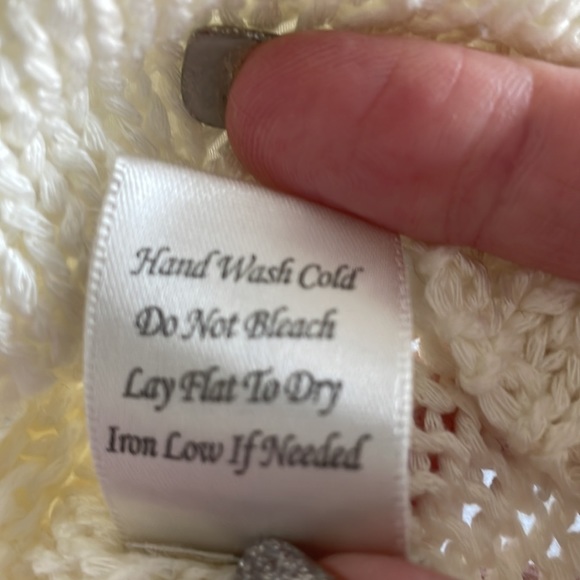 Hand Wash Cold
Do Not Bleach
Lay Flat To Dry
Iron Low If Needed